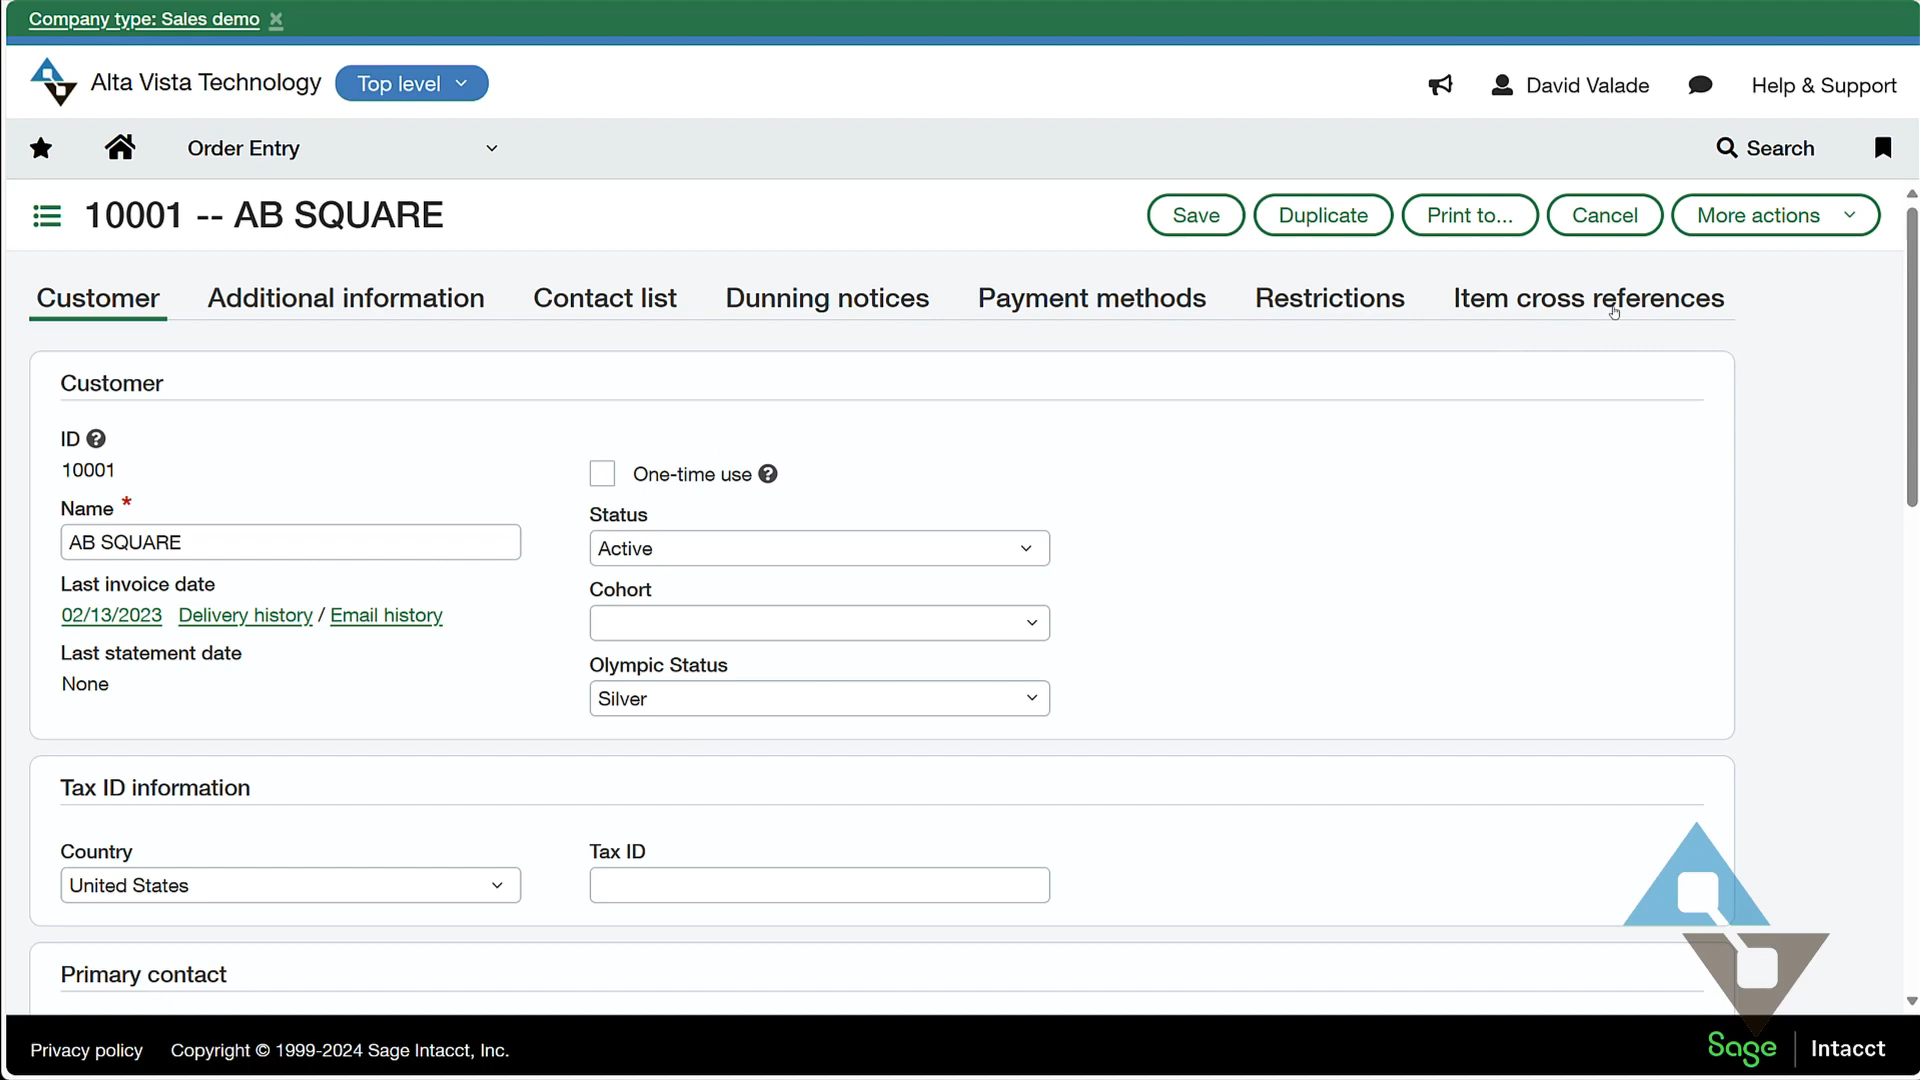 Company type: Sales demo
Alta Vista Technology Top level David Valade Help & Support
Order Entry Search
10001 -- AB SQUARE Save Duplicate Print to... Cancel More actions
Customer Additional information Contact list Dunning notices Payment methods Restrictions Item cross references
Customer
ID
10001
One-time use
Name *
AB SQUARE
Status
Active
Last invoice date
02/13/2023 Delivery history / Email history
Cohort
Last statement date
None
Olympic Status
Silver
Tax ID information
Country
United States
Tax ID
Primary contact
Privacy policy Copyright © 1999-2024 Sage Intacct, Inc. Sage Intacct